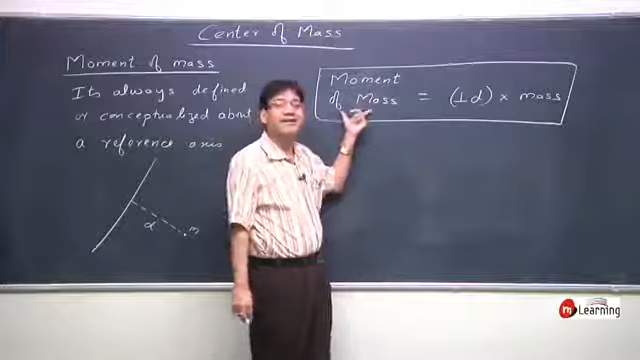 Center of Mass
Moment of mass
Its always defined
or conceptualized about
a reference axis
d
m
Moment
of Mass = (⊥d) × mass
m Learning